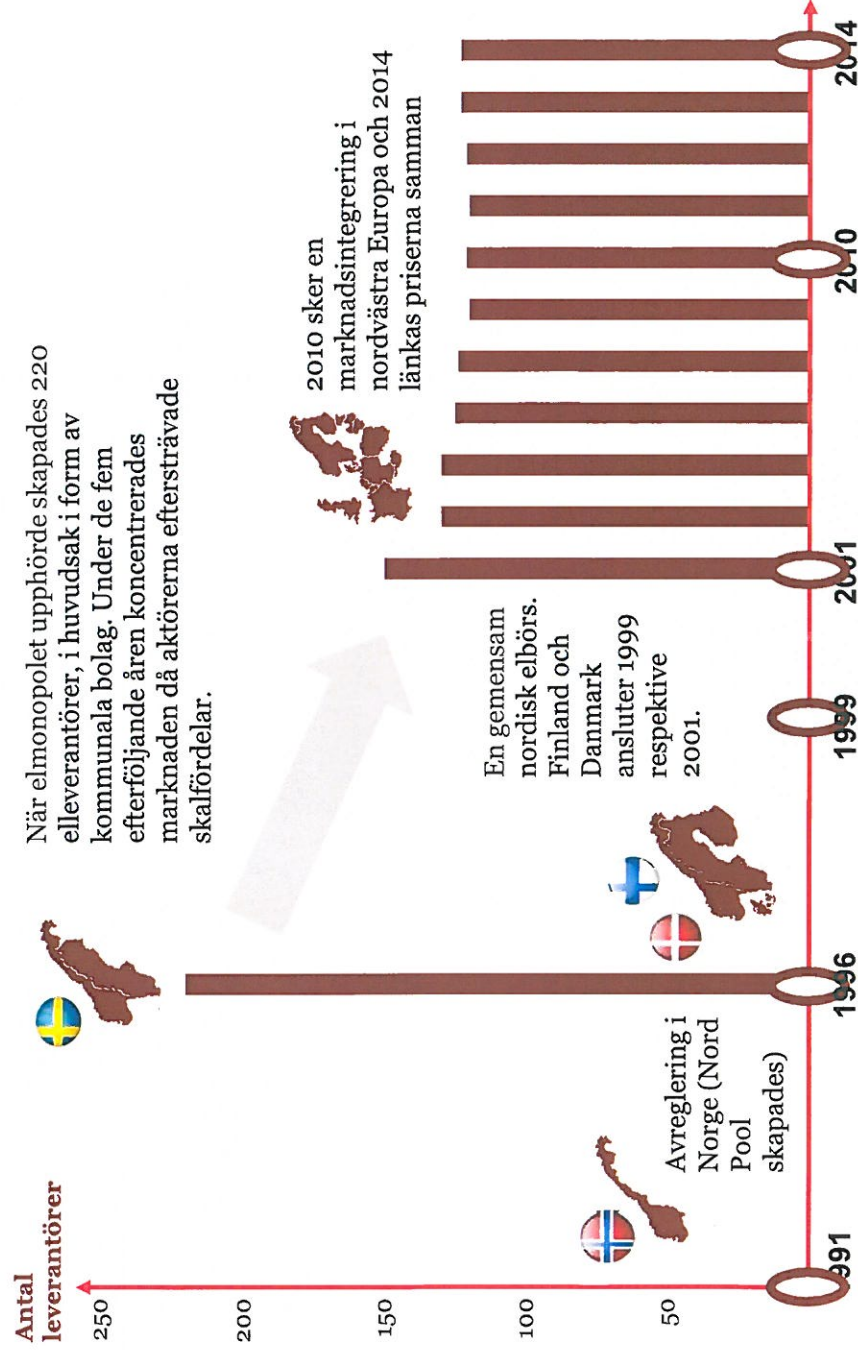 Antal
leverantörer
250
200
150
100
50
När elmonopolet upphörde skapades 220
elleverantörer, i huvudsak i form av
kommunala bolag. Under de fem
efterföljande åren koncentrerades
marknaden då aktörerna eftersträvade
skalfördelar.
2010 sker en
marknadsintegrering i
nordvästra Europa och 2014
länkas priserna samman
En gemensam
nordisk elbörs.
Finland och
Danmark
ansluter 1999
respektive
2001.
Avreglering i
Norge (Nord
Pool
skapades)
991
1996
1999
2001
2010
2014